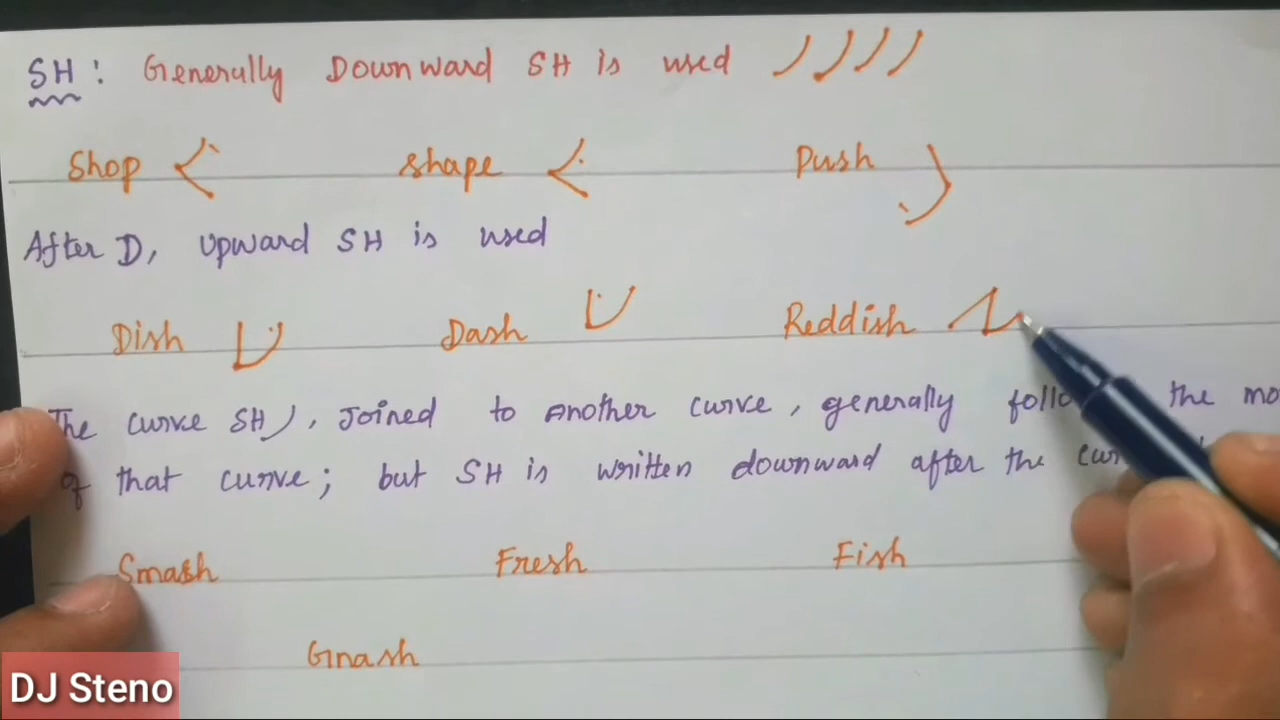 SH : Generally Downward SH is used
Shop Shape Push
After D, Upward SH is used
Dish Dash Reddish
The curve SH, Joined to Another curve, generally the
of that curve; but SH is written downward after the
Smash Fresh Fish
Gnash
DJ Steno